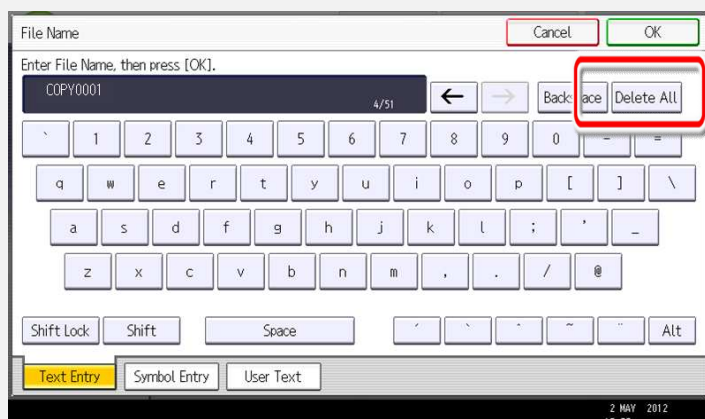 File Name Cancel OK
Enter File Name, then press [OK].
COPY0001 4/51 ← → Backspace Delete All
` 1 2 3 4 5 6 7 8 9 0 - =
q w e r t y u i o p [ ] \
a s d f g h j k l ; ' _
z x c v b n m , . / @
Shift Lock Shift Space ´ ` ^ ~ ¨ Alt
Text Entry Symbol Entry User Text
2 MAY 2012